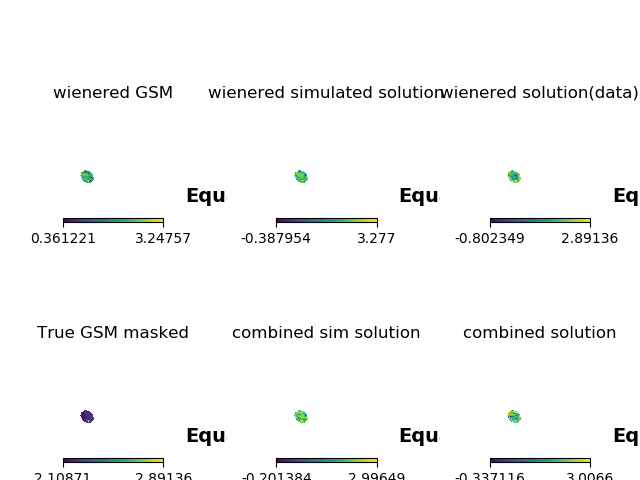 wienered GSM
wienered simulated solution
wienered solution(data)
Equ
Equ
Eq
0.361221
3.24757
-0.387954
3.277
-0.802349
2.89136
True GSM masked
combined sim solution
combined solution
Equ
Equ
Eq
2.10871
2.89136
-0.201384
2.99649
-0.337116
3.0066